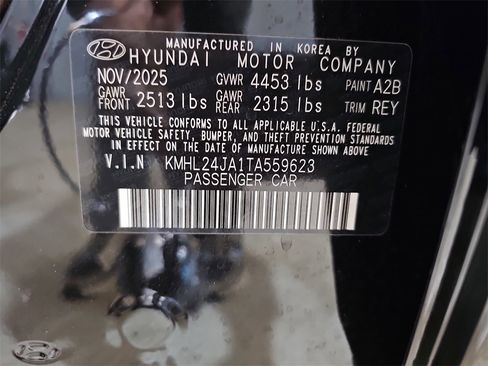 MANUFACTURED IN KOREA BY
HYUNDAI MOTOR COMPANY
NOV/2025 GVWR 4453 lbs PAINT A2B
GAWR FRONT 2513 lbs GAWR REAR 2315 lbs TRIM REY
THIS VEHICLE CONFORMS TO ALL APPLICABLE U.S.A. FEDERAL
MOTOR VEHICLE SAFETY, BUMPER, AND THEFT PREVENTION STANDARDS
IN EFFECT ON THE DATE OF MANUFACTURE SHOWN ABOVE.
V.I.N KMHL24JA1TA559623
PASSENGER CAR